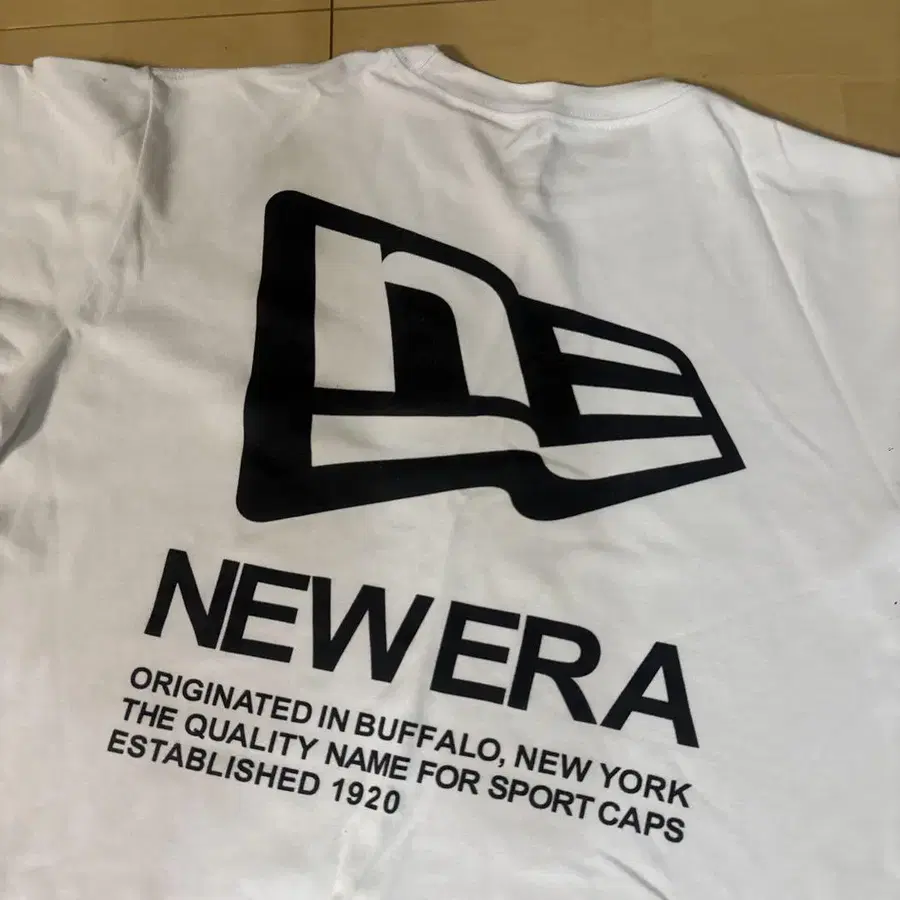 NE
NEW ERA
ORIGINATED IN BUFFALO, NEW YORK
THE QUALITY NAME FOR SPORT CAPS
ESTABLISHED 1920